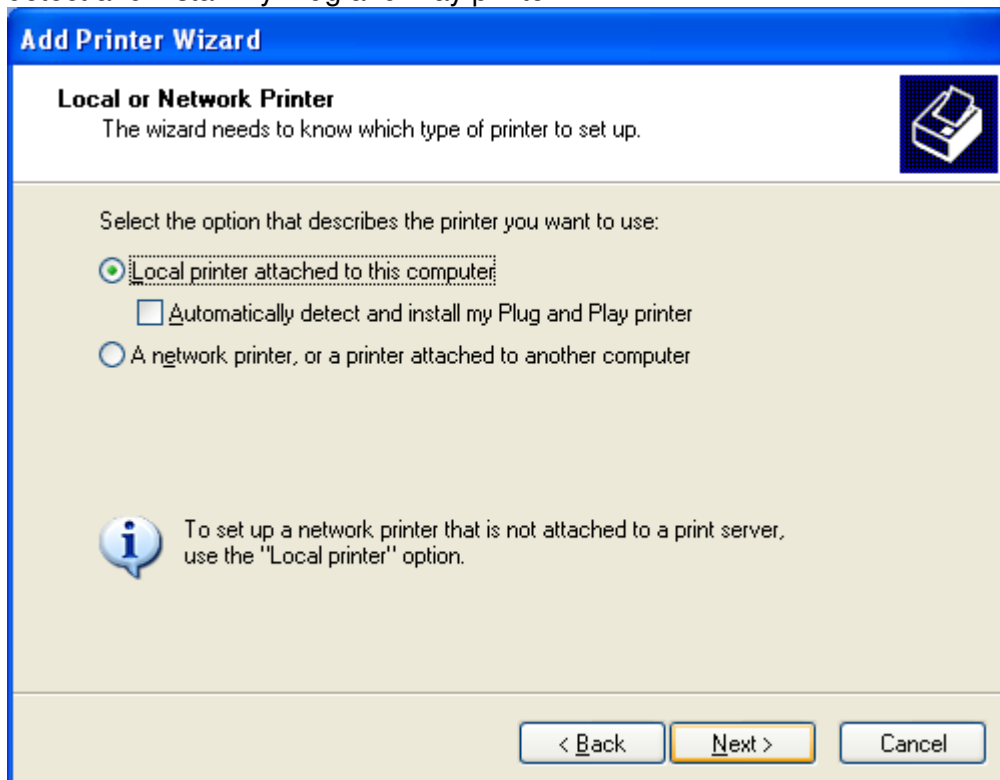 Add Printer Wizard
Local or Network Printer
The wizard needs to know which type of printer to set up.
Select the option that describes the printer you want to use:
Local printer attached to this computer
Automatically detect and install my Plug and Play printer
A network printer, or a printer attached to another computer
To set up a network printer that is not attached to a print server,
use the "Local printer" option.
< Back Next > Cancel